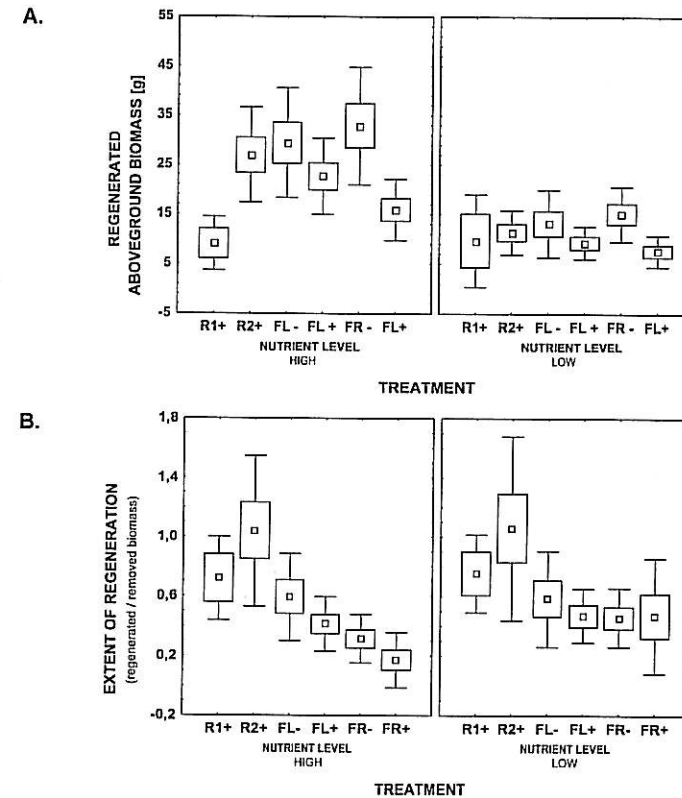 A.
REGENERATED
ABOVEGROUND BIOMASS [g]
55
45
35
25
15
5
-5
R1+ R2+ FL- FL+ FR- FL+
NUTRIENT LEVEL
HIGH
R1+ R2+ FL- FL+ FR- FL+
NUTRIENT LEVEL
LOW
TREATMENT
B.
EXTENT OF REGENERATION
(regenerated / removed biomass)
1,8
1,4
1,0
0,6
0,2
-0,2
R1+ R2+ FL- FL+ FR- FR+
NUTRIENT LEVEL
HIGH
R1+ R2+ FL- FL+ FR- FR+
NUTRIENT LEVEL
LOW
TREATMENT